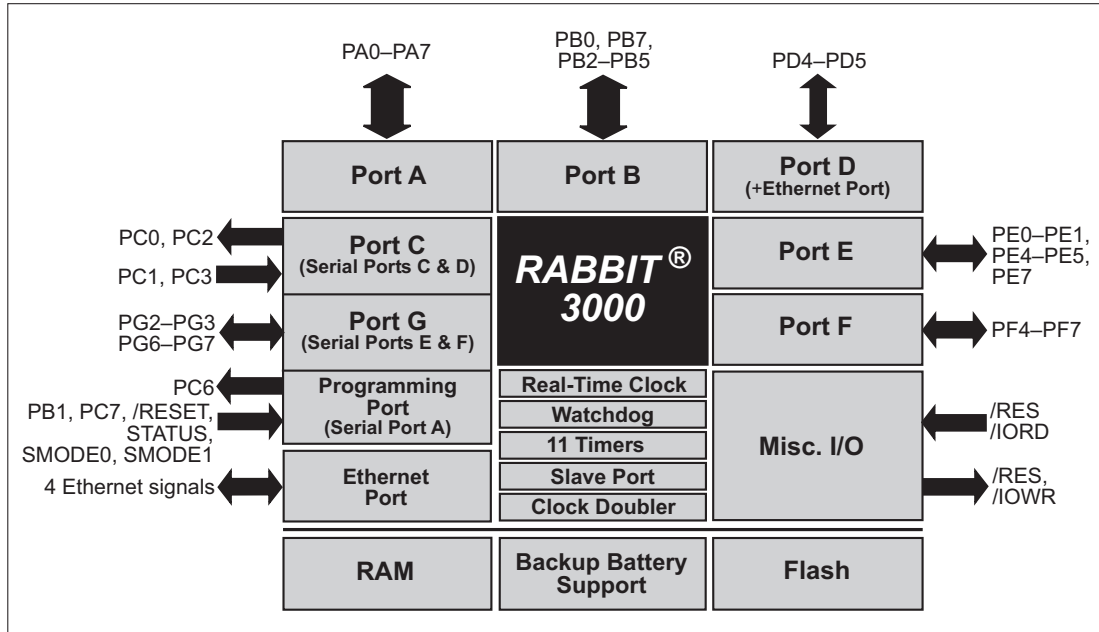 PA0–PA7
PB0, PB7,
PB2–PB5
PD4–PD5
Port A
Port B
Port D
(+Ethernet Port)
PC0, PC2
PC1, PC3
Port C
(Serial Ports C & D)
RABBIT ®
3000
Port E
PE0–PE1,
PE4–PE5,
PE7
PG2–PG3
PG6–PG7
Port G
(Serial Ports E & F)
Port F
PF4–PF7
PC6
PB1, PC7, /RESET,
STATUS,
SMODE0, SMODE1
Programming
Port
(Serial Port A)
Real-Time Clock
Watchdog
11 Timers
Slave Port
Clock Doubler
Misc. I/O
/RES
/IORD
/RES,
/IOWR
4 Ethernet signals
Ethernet
Port
RAM
Backup Battery
Support
Flash